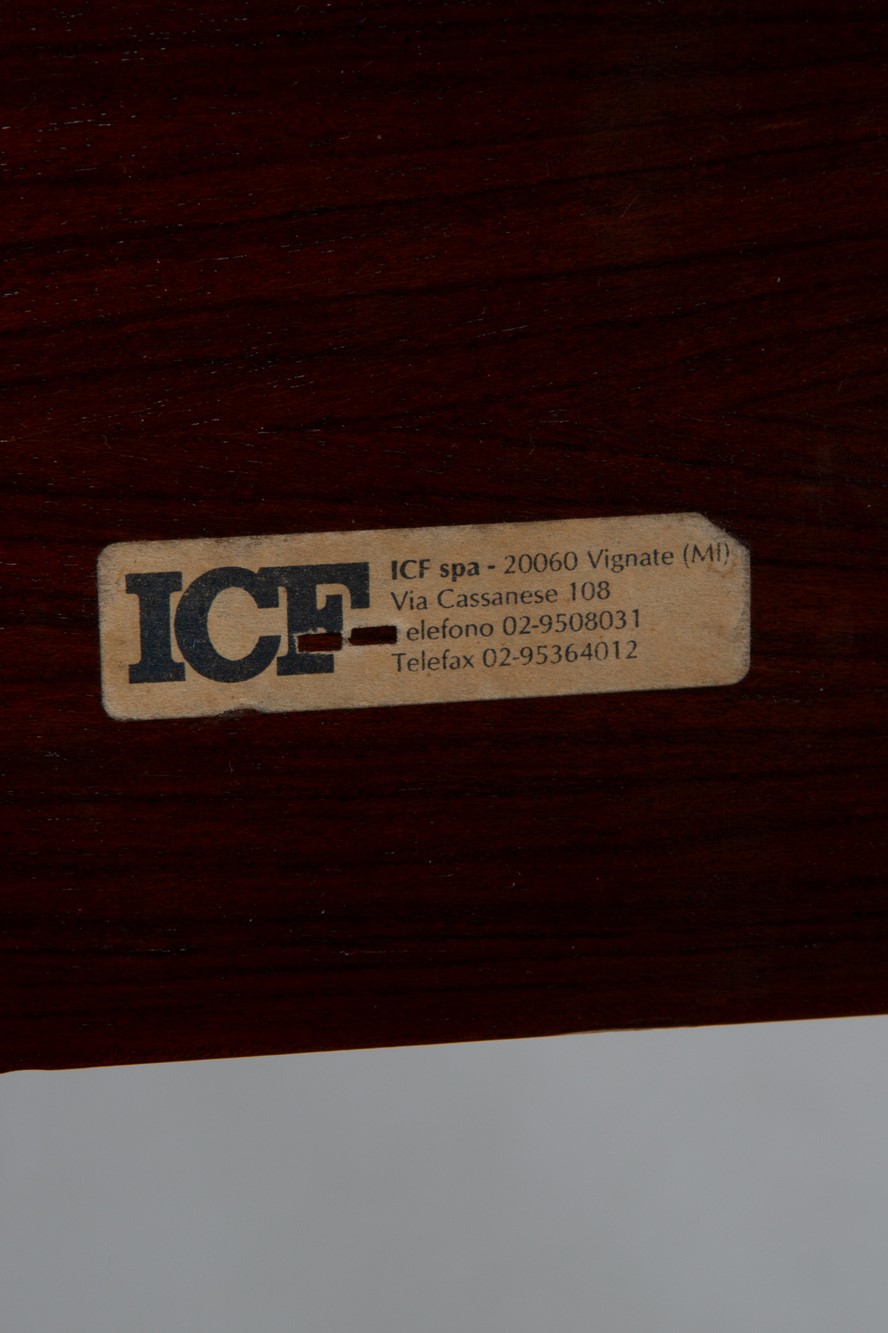 ICF
ICF spa - 20060 Vignate (MI)
Via Cassanese 108
elefono 02-9508031
Telefax 02-95364012